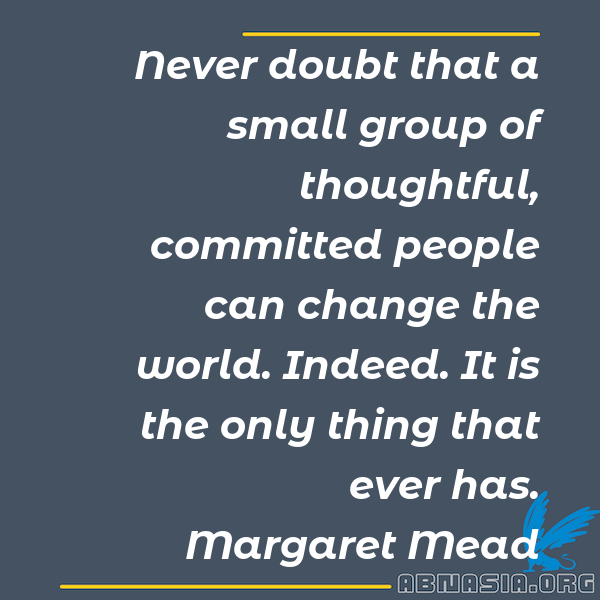 Never doubt that a
small group of
thoughtful,
committed people
can change the
world. Indeed. It is
the only thing that
ever has.
Margaret Mead
ABNASIA.ORG